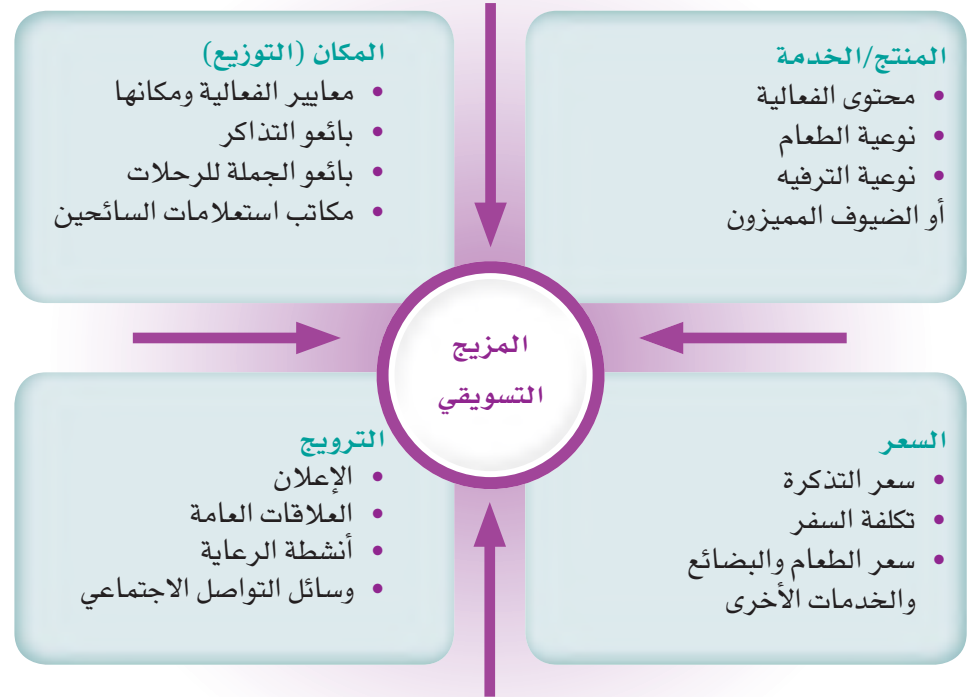 المنتج/الخدمة
• محتوى الفعالية
• نوعية الطعام
• نوعية الترفيه
أو الضيوف المميزون
المكان (التوزيع)
• معايير الفعالية ومكانها
• بائعو التذاكر
• بائعو الجملة للرحلات
• مكاتب استعلامات السائحين
المزيج
التسويقي
السعر
• سعر التذكرة
• تكلفة السفر
• سعر الطعام والبضائع
والخدمات الأخرى
الترويج
• الإعلان
• العلاقات العامة
• أنشطة الرعاية
• وسائل التواصل الاجتماعي